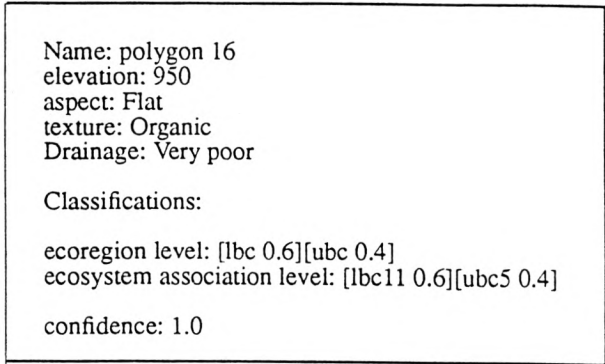 Name: polygon 16
elevation: 950
aspect: Flat
texture: Organic
Drainage: Very poor
Classifications:
ecoregion level: [lbc 0.6][ubc 0.4]
ecosystem association level: [lbc11 0.6][ubc5 0.4]
confidence: 1.0